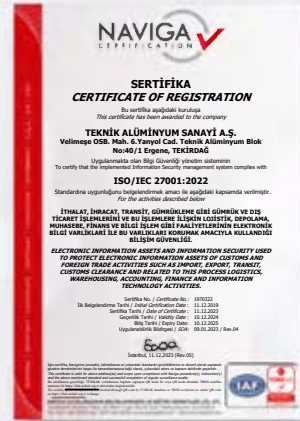 NAVIGA
CERTIFICATION
SERTİFİKA
CERTIFICATE OF REGISTRATION
Bu sertifika aşağıdaki kuruluşa
This certificate has been awarded to the company
TEKNİK ALÜMİNYUM SANAYİ A.Ş.
Velimeşe OSB. Mah. 6.Yanyol Cad. Teknik Alüminyum Blok
No:40/1 Ergene, TEKİRDAĞ
Uygulanmakta olan Bilgi Güvenliği yönetim sisteminin
To certify that the implemented Information Security management system complies with
ISO/IEC 27001:2022
Standardına uygunluğunu belgelendirmek amacı ile aşağıdaki kapsamda verilmiştir.
For the activities described below
İTHALAT, İHRACAT, TRANSİT, GÜMRÜKLEME GİBİ GÜMRÜK VE DIŞ
TİCARET İŞLEMLERİNİ VE BU İŞLEMLERE İLİŞKİN LOJİSTİK, DEPOLAMA,
MUHASEBE, FİNANS VE BİLGİ İŞLEM GİBİ FAALİYETLERİNİN ELEKTRONİK
BİLGİ VARLIKLARI İLE BU VARLIKLARI KORUMAK AMACIYLA KULLANDIĞI
BİLİŞİM GÜVENLİĞİ.
ELECTRONIC INFORMATION ASSETS AND INFORMATION SECURITY USED
TO PROTECT ELECTRONIC INFORMATION ASSETS OF CUSTOMS AND
FOREIGN TRADE ACTIVITIES SUCH AS IMPORT, EXPORT, TRANSIT,
CUSTOMS CLEARANCE AND RELATED TO THIS PROCESS LOGISTICS,
WAREHOUSING, ACCOUNTING, FINANCE AND INFORMATION
TECHNOLOGY ACTIVITIES.
Sertifika No. / Certificate No.: 1970322
İlk Belgelendirme Tarihi / Initial Certification Date : 11.12.2019
Sertifika Tarihi / Date of Certificate : 11.12.2023
Geçerlilik Tarihi / Validity Date : 10.12.2024
Bitiş Tarihi / Expiry Date : 10.12.2025
Uygulanabilirlik Bildirgesi / SOA: 09.01.2023 / Rev.04
İstanbul, 11.12.2023 (Rev.05)
IAF